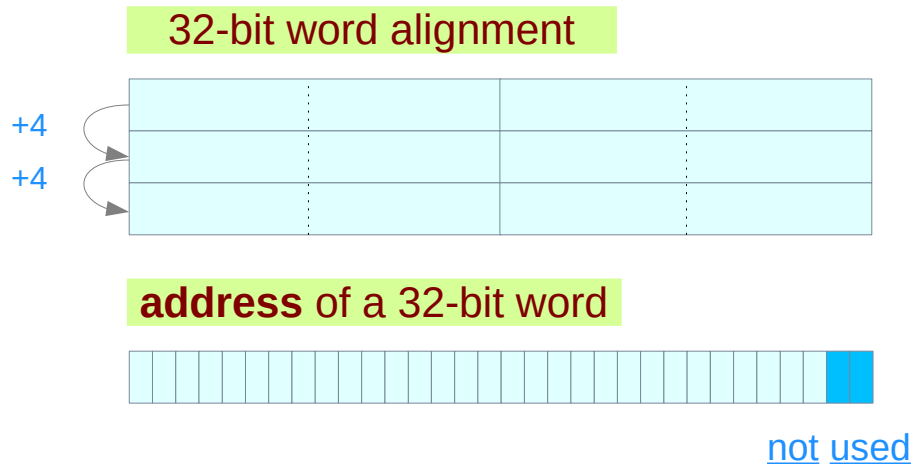 32-bit word alignment
+4
+4
address of a 32-bit word
not used